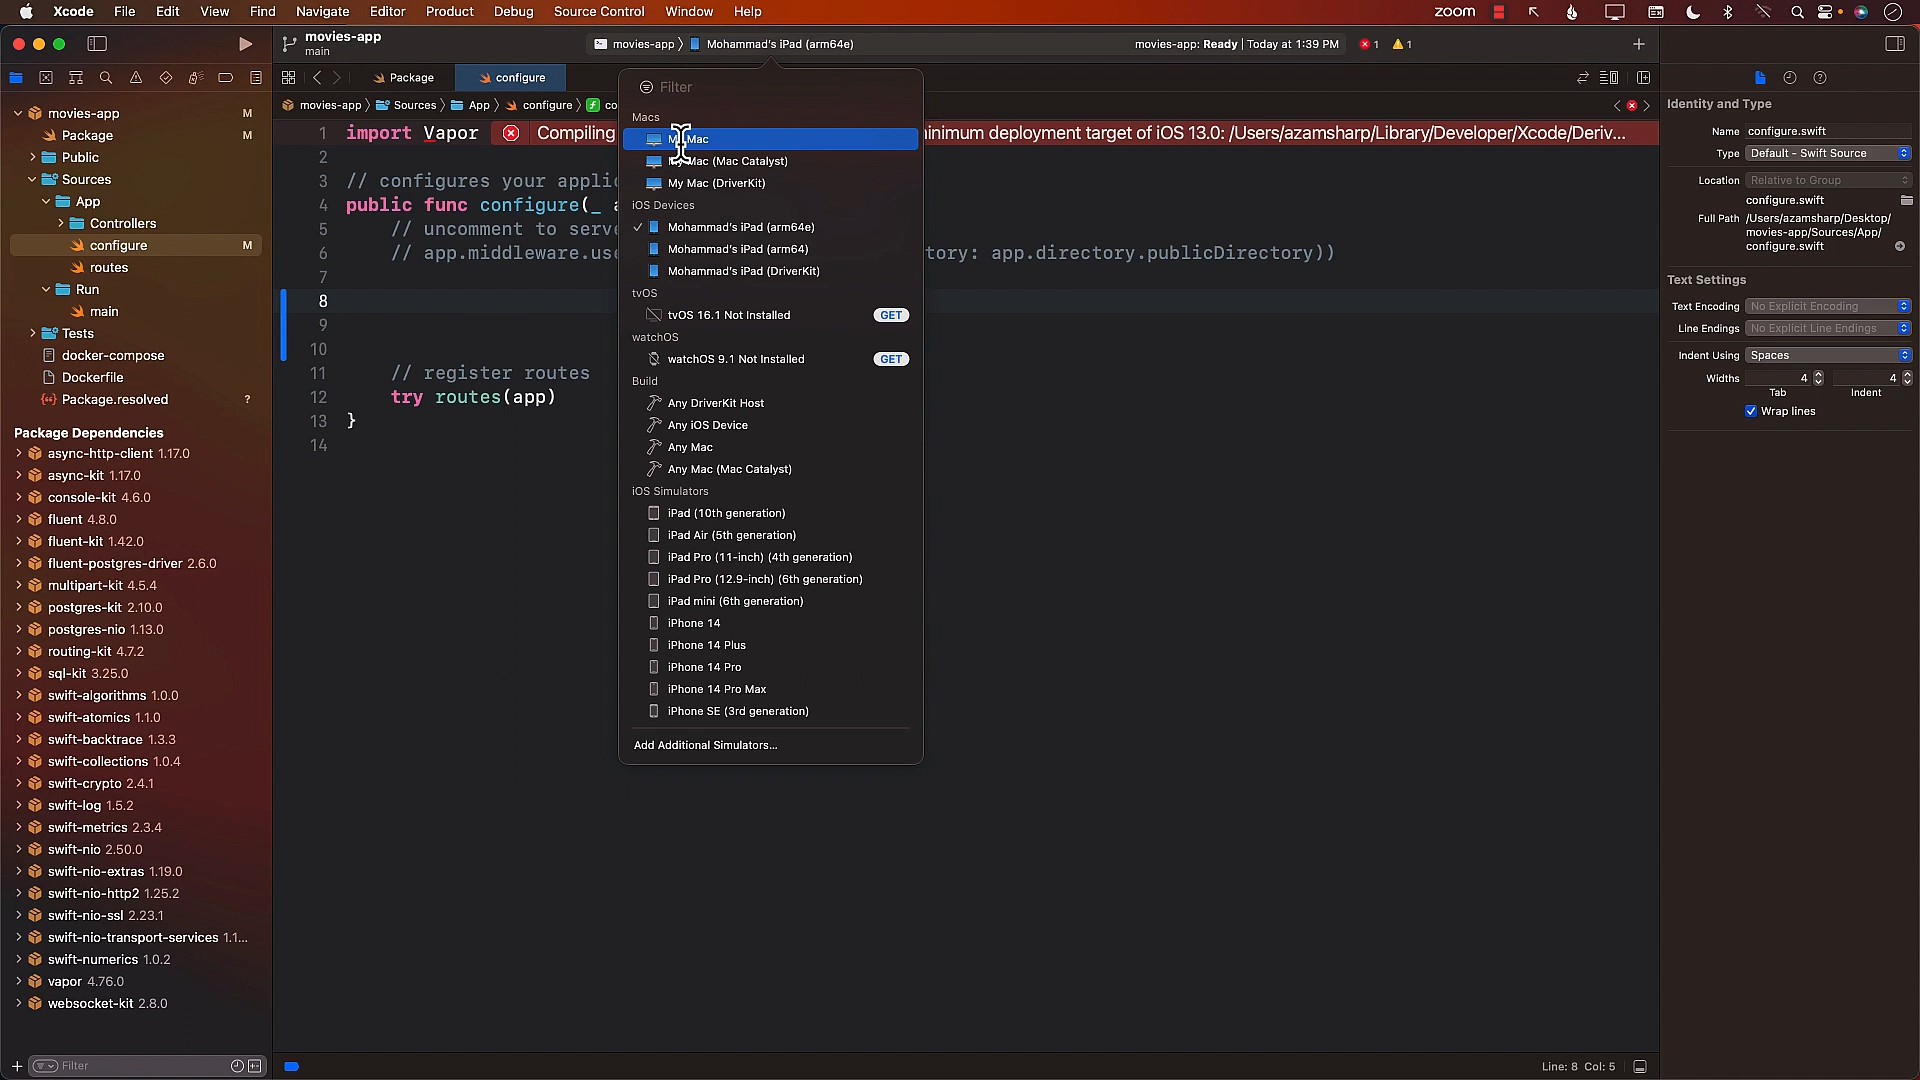 Xcode File Edit View Find Navigate Editor Product Debug Source Control Window Help
zoom
movies-app
main
movies-app Mohammad's iPad (arm64e)
movies-app: Ready | Today at 1:39 PM
1
1
Package
configure
movies-app M
Package M
Public
Sources
App
Controllers
configure M
routes
Run
main
Tests
docker-compose
Dockerfile
Package.resolved ?
Package Dependencies
async-http-client 1.17.0
async-kit 1.17.0
console-kit 4.6.0
fluent 4.8.0
fluent-kit 1.42.0
fluent-postgres-driver 2.6.0
multipart-kit 4.5.4
postgres-kit 2.10.0
postgres-nio 1.13.0
routing-kit 4.7.2
sql-kit 3.25.0
swift-algorithms 1.0.0
swift-atomics 1.1.0
swift-backtrace 1.3.3
swift-collections 1.0.4
swift-crypto 2.4.1
swift-log 1.5.2
swift-metrics 2.3.4
swift-nio 2.50.0
swift-nio-extras 1.19.0
swift-nio-http2 1.25.2
swift-nio-ssl 2.23.1
swift-nio-transport-services 1.1...
swift-numerics 1.0.2
vapor 4.76.0
websocket-kit 2.8.0
Filter
movies-app Sources App configure co
1 import Vapor Compiling inimum deployment target of iOS 13.0: /Users/azamsharp/Library/Developer/Xcode/Deriv...
2
3 // configures your applic
4 public func configure(_ a
5 // uncomment to serve
6 // app.middleware.use tory: app.directory.publicDirectory))
7
8
9
10
11 // register routes
12 try routes(app)
13 }
14
Filter
Macs
My Mac
My Mac (Mac Catalyst)
My Mac (DriverKit)
iOS Devices
Mohammad's iPad (arm64e)
Mohammad's iPad (arm64)
Mohammad's iPad (DriverKit)
tvOS
tvOS 16.1 Not Installed GET
watchOS
watchOS 9.1 Not Installed GET
Build
Any DriverKit Host
Any iOS Device
Any Mac
Any Mac (Mac Catalyst)
iOS Simulators
iPad (10th generation)
iPad Air (5th generation)
iPad Pro (11-inch) (4th generation)
iPad Pro (12.9-inch) (6th generation)
iPad mini (6th generation)
iPhone 14
iPhone 14 Plus
iPhone 14 Pro
iPhone 14 Pro Max
iPhone SE (3rd generation)
Add Additional Simulators...
Identity and Type
Name configure.swift
Type Default - Swift Source
Location Relative to Group
configure.swift
Full Path /Users/azamsharp/Desktop/
movies-app/Sources/App/
configure.swift
Text Settings
Text Encoding No Explicit Encoding
Line Endings No Explicit Line Endings
Indent Using Spaces
Widths 4 4
Tab Indent
Wrap lines
Line: 8 Col: 5